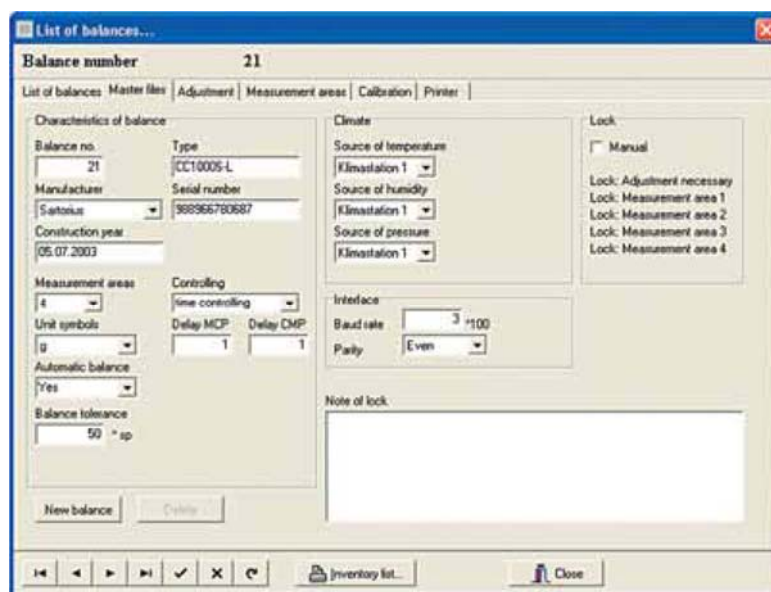 List of balances...
Balance number 21
List of balances Master files Adjustment Measurement areas Calibration Printer
Characteristics of balance
Balance no. Type
21 CC10005-L
Manufacturer Serial number
Sartorius 988966780687
Construction year
05.07.2003
Measurement areas Controlling
4 time controlling
Unit symbols Delay MCP Delay CMP
g 1 1
Automatic balance
Yes
Balance tolerance
50 * sp
New balance Delete
Climate
Source of temperature
Klimastation 1
Source of humidity
Klimastation 1
Source of pressure
Klimastation 1
Interface
Baud rate 3 *100
Parity Even
Note of lock
Lock
Manual
Lock: Adjustment necessary
Lock: Measurement area 1
Lock: Measurement area 2
Lock: Measurement area 3
Lock: Measurement area 4
Inventory list... Close